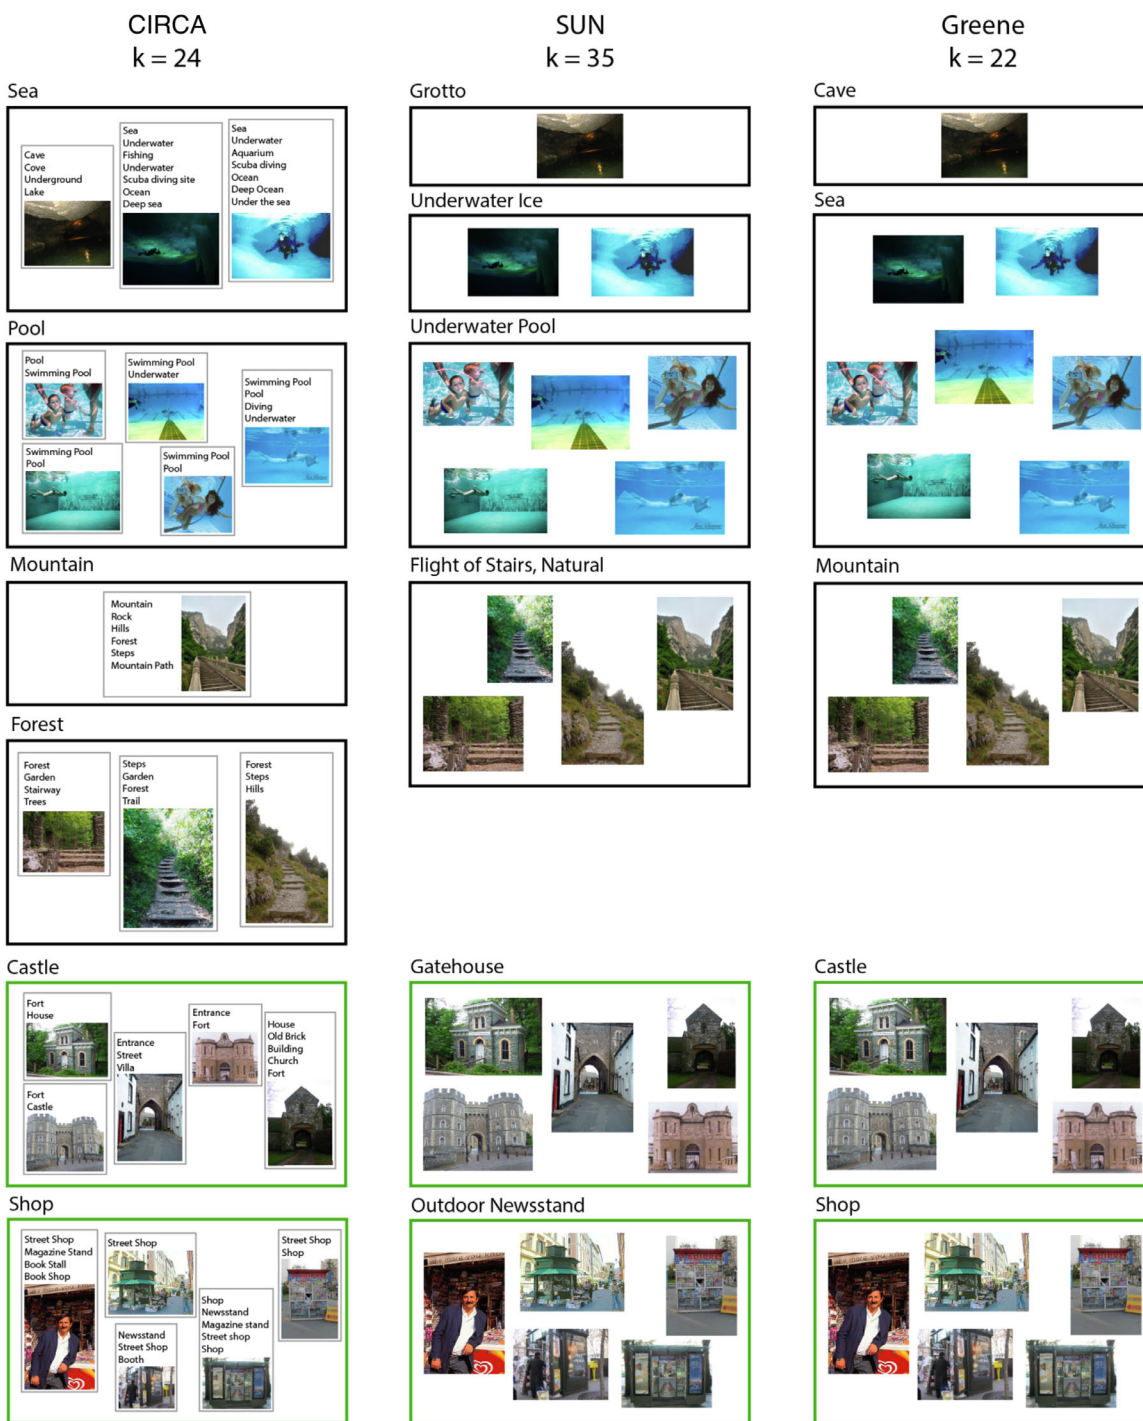 CIRCA
k = 24
Sea
Cave
Cove
Underground
Lake
Sea
Underwater
Fishing
Underwater
Scuba diving site
Ocean
Deep sea
Sea
Underwater
Aquarium
Scuba diving
Ocean
Deep Ocean
Under the sea
Pool
Pool
Swimming Pool
Swimming Pool
Underwater
Swimming Pool
Pool
Diving
Underwater
Swimming Pool
Pool
Swimming Pool
Pool
Mountain
Mountain
Rock
Hills
Forest
Steps
Mountain Path
Forest
Forest
Garden
Stairway
Trees
Steps
Garden
Forest
Trail
Forest
Steps
Hills
Castle
Fort
House
Entrance
Street
Villa
Entrance
Fort
House
Old Brick
Building
Church
Fort
Fort
Castle
Shop
Street Shop
Magazine Stand
Book Stall
Book Shop
Street Shop
Newsstand
Street Shop
Booth
Shop
Newsstand
Magazine stand
Street shop
Shop
Street Shop
Shop
SUN
k = 35
Grotto
Underwater Ice
Underwater Pool
Flight of Stairs, Natural
Gatehouse
Outdoor Newsstand
Greene
k = 22
Cave
Sea
Mountain
Castle
Shop